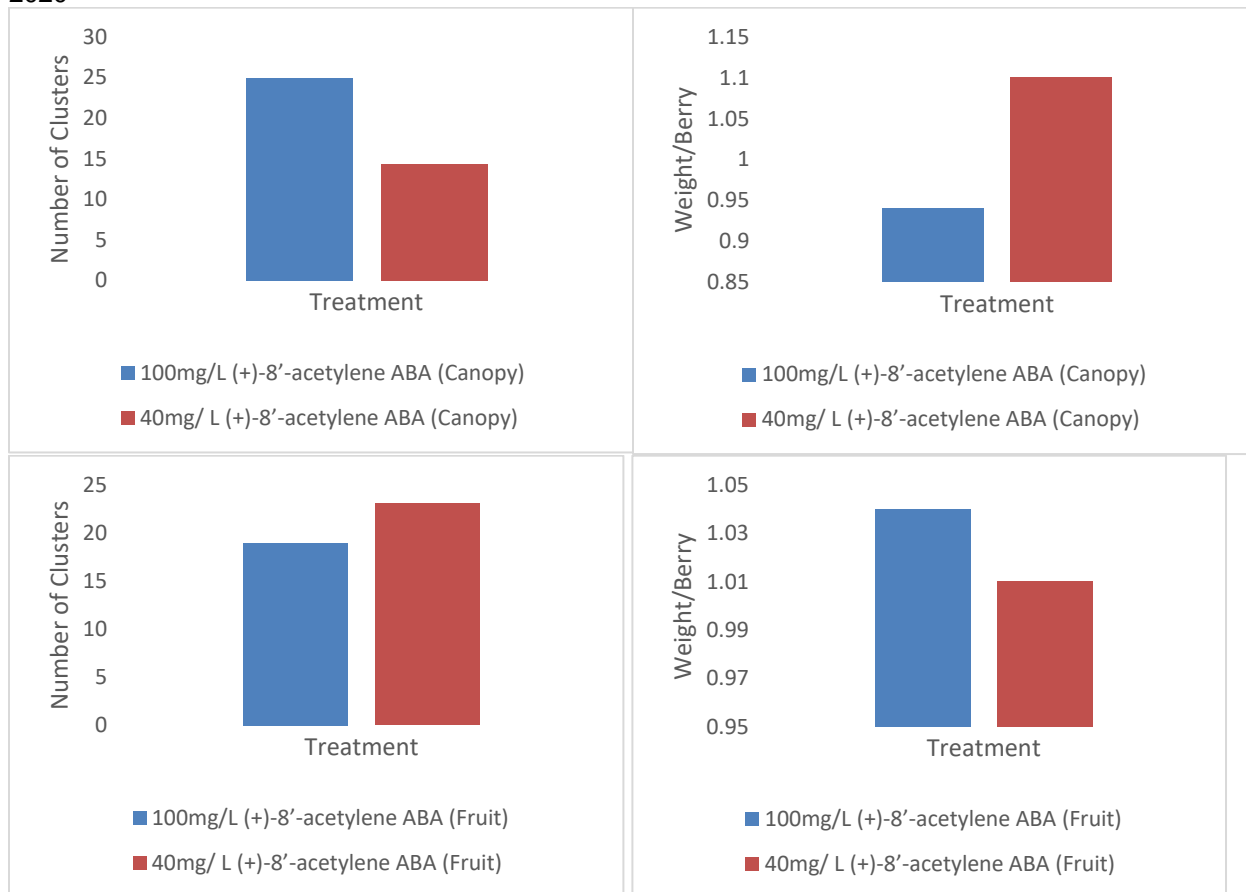 2020
30
25
20
15
10
5
0
Number of Clusters
Treatment
100mg/L (+)-8’-acetylene ABA (Canopy)
40mg/ L (+)-8’-acetylene ABA (Canopy)
1.15
1.1
1.05
1
0.95
0.9
0.85
Weight/Berry
Treatment
100mg/L (+)-8’-acetylene ABA (Canopy)
40mg/ L (+)-8’-acetylene ABA (Canopy)
25
20
15
10
5
0
Number of Clusters
Treatment
100mg/L (+)-8’-acetylene ABA (Fruit)
40mg/ L (+)-8’-acetylene ABA (Fruit)
1.05
1.03
1.01
0.99
0.97
0.95
Weight/Berry
Treatment
100mg/L (+)-8’-acetylene ABA (Fruit)
40mg/ L (+)-8’-acetylene ABA (Fruit)